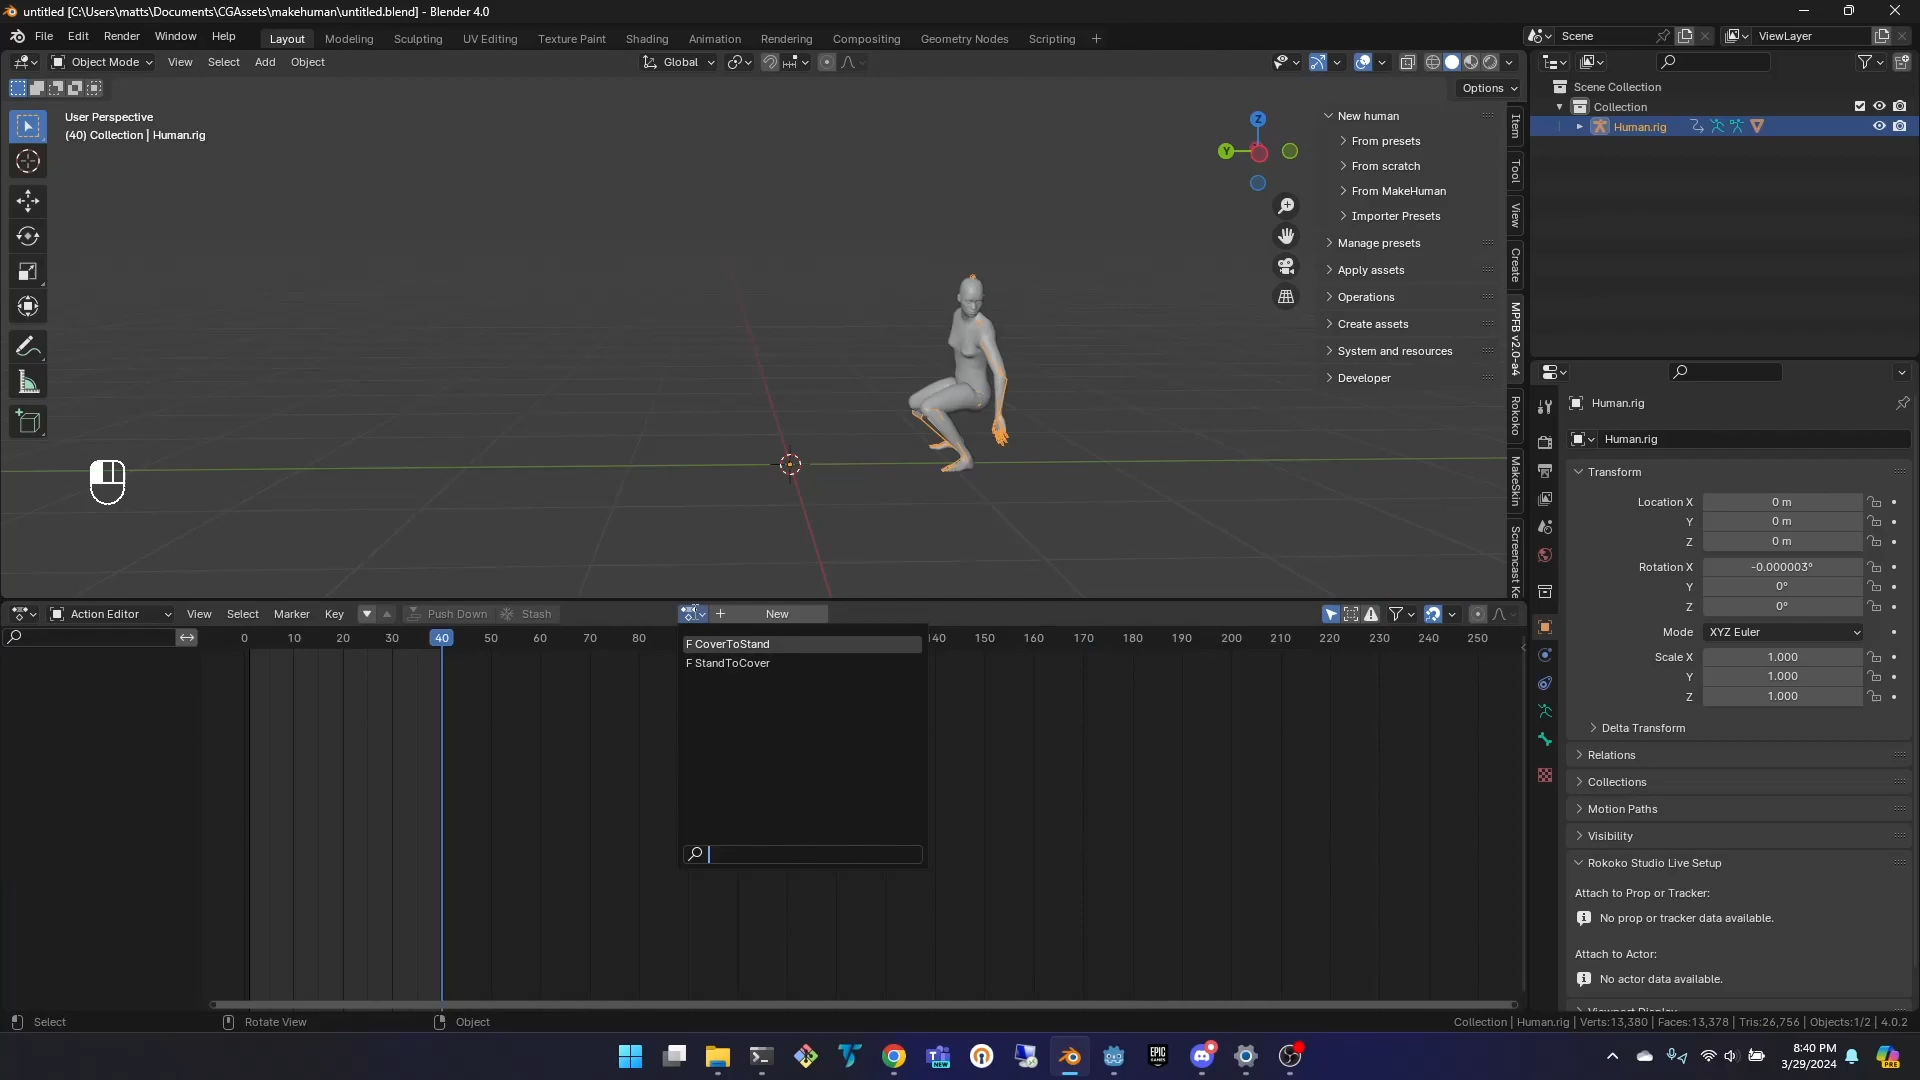 untitled [C:\Users\matts\Documents\CGAssets\makehuman\untitled.blend] - Blender 4.0
File Edit Render Window Help
Layout Modeling Sculpting UV Editing Texture Paint Shading Animation Rendering Compositing Geometry Nodes Scripting
Scene
ViewLayer
Object Mode View Select Add Object
Global
Options
User Perspective
(40) Collection | Human.rig
Z
Y
New human
From presets
From scratch
From MakeHuman
Importer Presets
Manage presets
Apply assets
Operations
Create assets
System and resources
Developer
Item
Tool
View
Create
MPFB v2.0-a4
Rokoko
MakeSkin
Screencast Ke
Scene Collection
Collection
Human.rig
Human.rig
Human.rig
Transform
Location X 0 m
Y 0 m
Z 0 m
Rotation X -0.000003°
Y 0°
Z 0°
Mode XYZ Euler
Scale X 1.000
Y 1.000
Z 1.000
Delta Transform
Relations
Collections
Motion Paths
Visibility
Rokoko Studio Live Setup
Attach to Prop or Tracker:
No prop or tracker data available.
Attach to Actor:
No actor data available.
Action Editor View Select Marker Key Push Down Stash
New
0 10 20 30 40 50 60 70 80 140 150 160 170 180 190 200 210 220 230 240 250
F CoverToStand
F StandToCover
Select Rotate View Object
Collection | Human.rig | Verts:13,380 | Faces:13,378 | Tris:26,756 | Objects:1/2 | 4.0.2
NEW
EPIC
GAMES
8:40 PM
3/29/2024
PRE